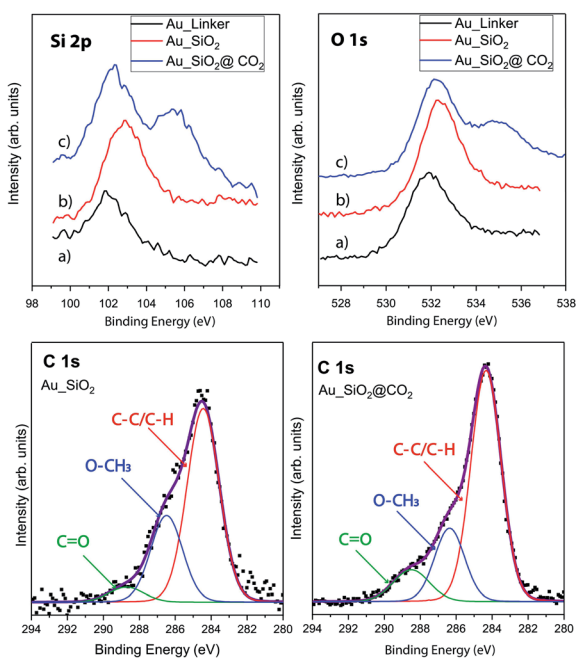 Si 2p
Au_Linker
Au_SiO₂
Au_SiO₂@ CO₂
c)
b)
a)
Intensity (arb. units)
98 100 102 104 106 108 110
Binding Energy (eV)
O 1s
Au_Linker
Au_SiO₂
Au_SiO₂@ CO₂
c)
b)
a)
Intensity (arb. units)
528 530 532 534 536 538
Binding Energy (eV)
C 1s
Au_SiO₂
C-C/C-H
O-CH₃
C=O
Intensity (arb. units)
294 292 290 288 286 284 282 280
Binding Energy (eV)
C 1s
Au_SiO₂@CO₂
C-C/C-H
O-CH₃
C=O
Intensity (arb. units)
294 292 290 288 286 284 282 280
Binding Energy (eV)